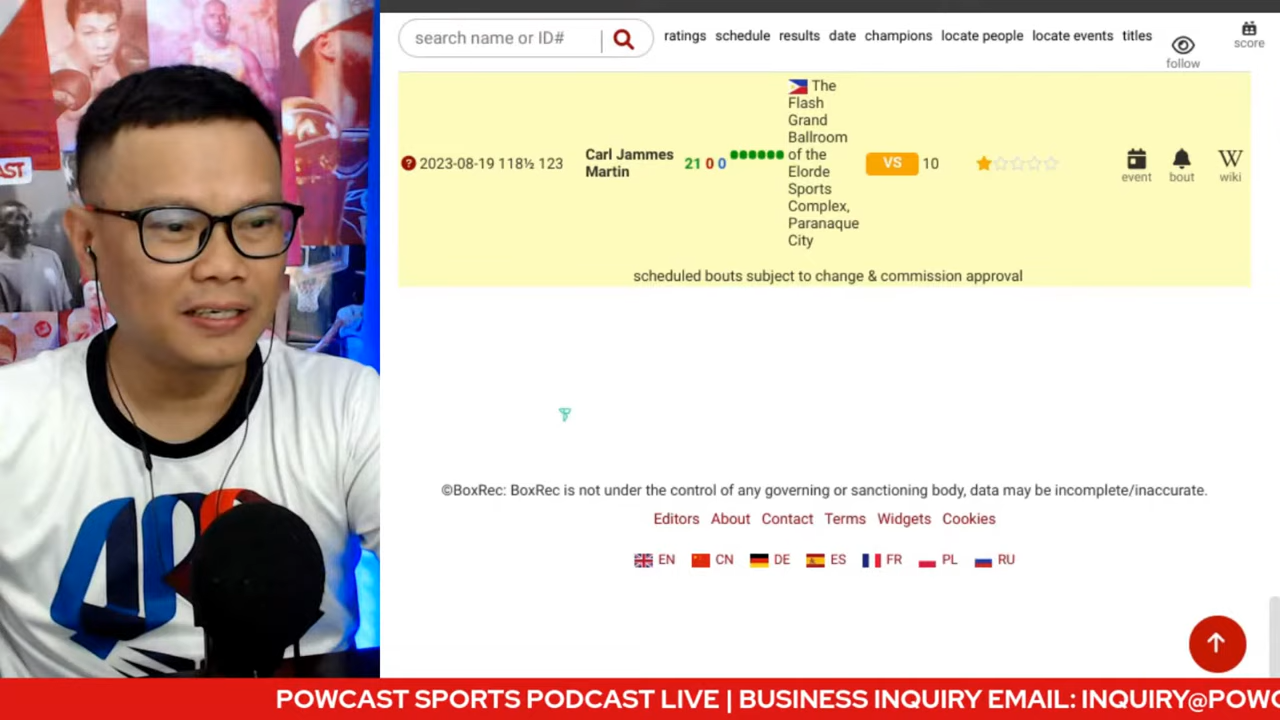 search name or ID#
ratings schedule results date champions locate people locate events titles
follow
score
2023-08-19 118½ 123
Carl Jammes
Martin
21 0 0
The
Flash
Grand
Ballroom
of the
Elorde
Sports
Complex,
Paranaque
City
VS
10
event
bout
W
wiki
scheduled bouts subject to change & commission approval
©BoxRec: BoxRec is not under the control of any governing or sanctioning body, data may be incomplete/inaccurate.
Editors About Contact Terms Widgets Cookies
EN CN DE ES FR PL RU
AST
POWCAST SPORTS PODCAST LIVE | BUSINESS INQUIRY EMAIL: INQUIRY@POWC